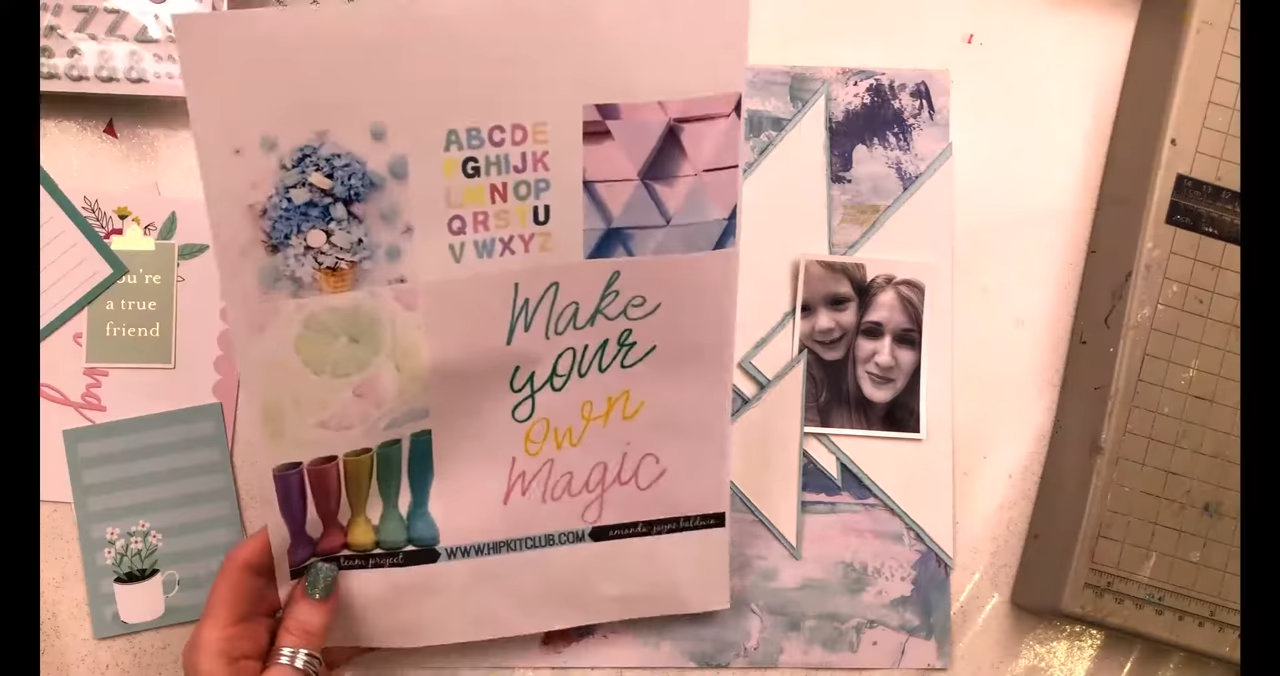 ABCDE
FGHIJK
LMNOP
QRSTU
VWXYZ
Make
your
own
Magic
team project
WWW.HIPKITCLUB.COM
amanda jayne baldwin
you're
a true
friend